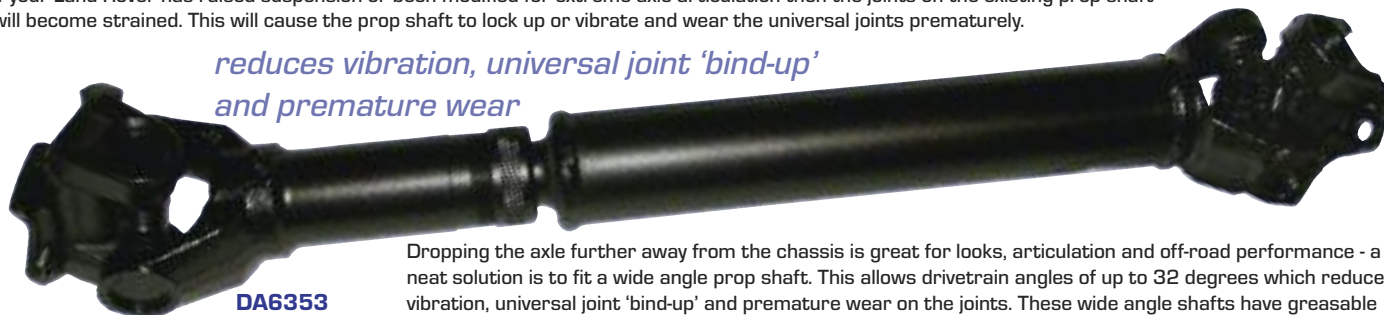 will become strained. This will cause the prop shaft to lock up or vibrate and wear the universal joints prematurely.
reduces vibration, universal joint ‘bind-up’
and premature wear
Dropping the axle further away from the chassis is great for looks, articulation and off-road performance - a
neat solution is to fit a wide angle prop shaft. This allows drivetrain angles of up to 32 degrees which reduce
DA6353
vibration, universal joint ‘bind-up’ and premature wear on the joints. These wide angle shafts have greasable